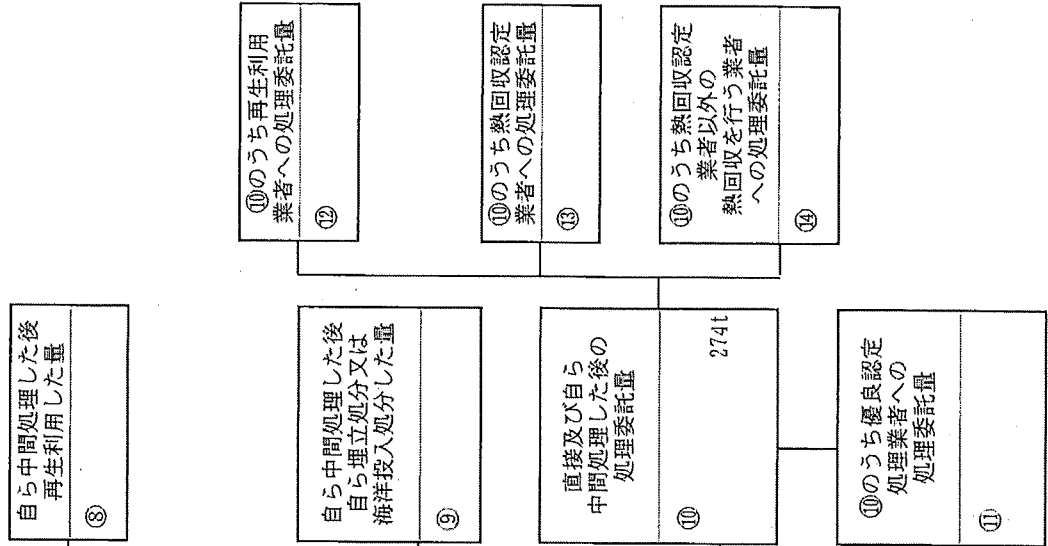 自ら中間処理した後
再生利用した量
⑧
自ら中間処理した後
自ら埋立処分又は
海洋投入処分した量
⑨
直接及び自ら
中間処理した後の
処理委託量
⑩
274t
⑩のうち優良認定
処理業者への
処理委託量
⑪
⑩のうち再生利用
業者への処理委託量
⑫
⑩のうち熱回収認定
業者への処理委託量
⑬
⑩のうち熱回収認定
業者以外の
熱回収を行う業者
への処理委託量
⑭